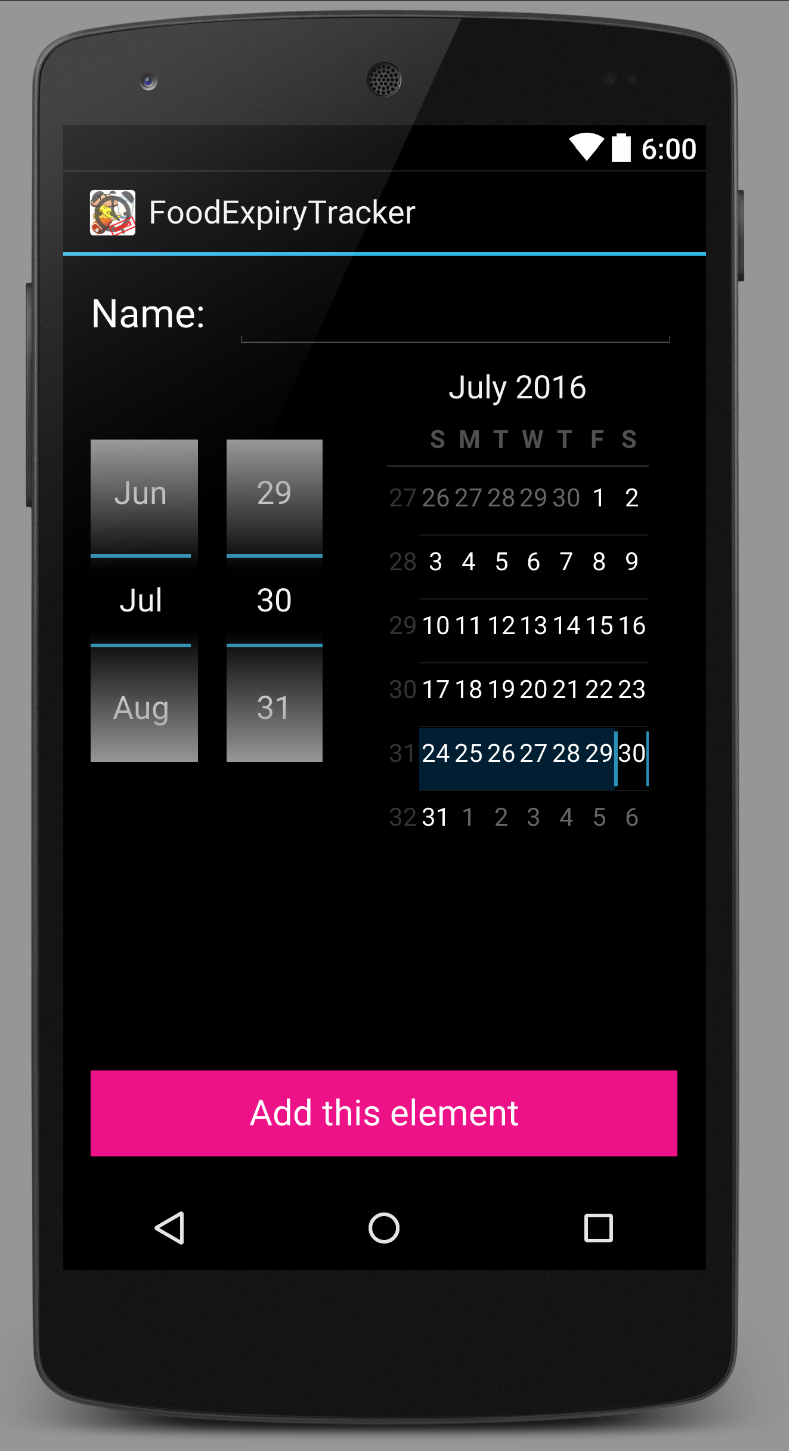 6:00
FoodExpiryTracker
Name:
July 2016
S M T W T F S
Jun 29
Jul 30
Aug 31
27 26 27 28 29 30 1 2
28 3 4 5 6 7 8 9
29 10 11 12 13 14 15 16
30 17 18 19 20 21 22 23
31 24 25 26 27 28 29 30
32 31 1 2 3 4 5 6
Add this element